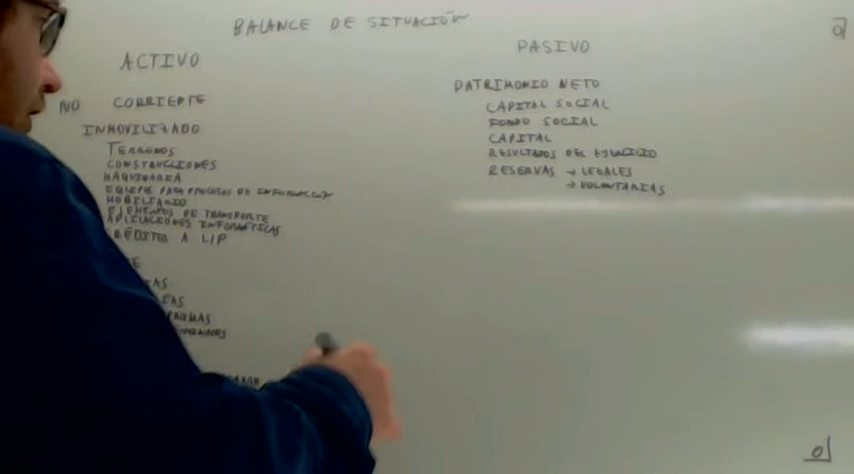 BALANCE DE SITUACIÓN
ACTIVO
NO CORRIENTE
INMOVILIZADO
TERRENOS
CONSTRUCCIONES
MAQUINARIA
EQUIPOS PARA PROCESOS DE INFORMACIÓN
MOBILIARIO
ELEMENTOS DE TRANSPORTE
APLICACIONES INFORMÁTICAS
CRÉDITOS A L/P
PASIVO
PATRIMONIO NETO
CAPITAL SOCIAL
FONDO SOCIAL
CAPITAL
RESULTADOS DEL EJERCICIO
RESERVAS → LEGALES
→ VOLUNTARIAS